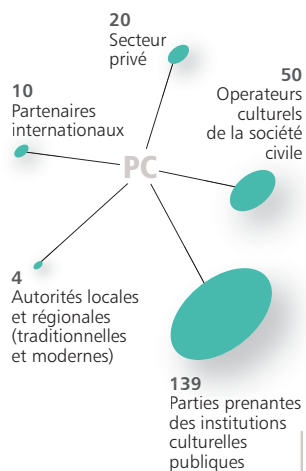 20
Secteur
privé
50
Operateurs
culturels
de la société
civile
10
Partenaires
internationaux
PC
4
Autorités locales
et régionales
(traditionnelles
et modernes)
139
Parties prenantes
des institutions
culturelles
publiques